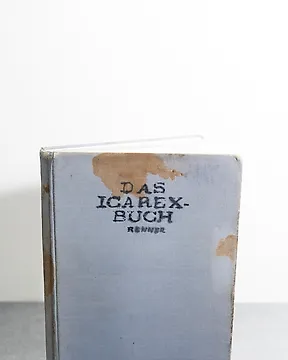 DAS
ICAREX-
BUCH
RENNER